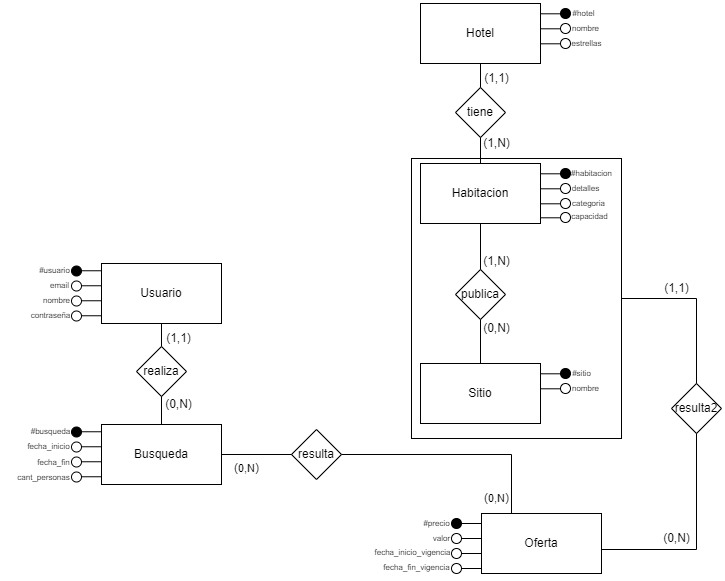 Hotel
#hotel
nombre
estrellas
(1,1)
tiene
(1,N)
Habitacion
#habitacion
detalles
categoria
capacidad
(1,N)
publica
(0,N)
Sitio
#sitio
nombre
#usuario
email
nombre
contraseña
Usuario
(1,1)
realiza
(0,N)
#busqueda
fecha_inicio
fecha_fin
cant_personas
Busqueda
(0,N)
resulta
(0,N)
(1,1)
resulta2
(0,N)
#precio
valor
fecha_inicio_vigencia
fecha_fin_vigencia
Oferta